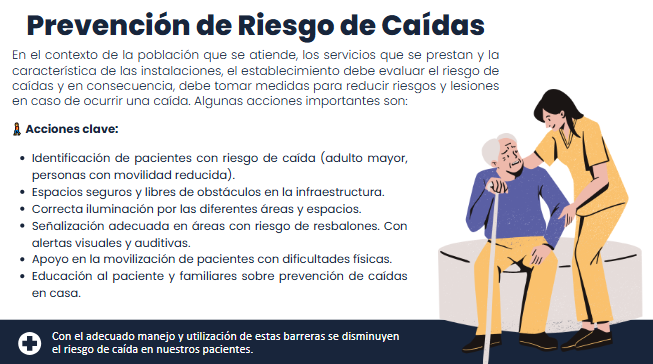 Prevención de Riesgo de Caídas
En el contexto de la población que se atiende, los servicios que se prestan y la
característica de las instalaciones, el establecimiento debe evaluar el riesgo de
caídas y en consecuencia, debe tomar medidas para reducir riesgos y lesiones
en caso de ocurrir una caída. Algunas acciones importantes son:
Acciones clave:
• Identificación de pacientes con riesgo de caída (adulto mayor,
personas con movilidad reducida).
• Espacios seguros y libres de obstáculos en la infraestructura.
• Correcta iluminación por las diferentes áreas y espacios.
• Señalización adecuada en áreas con riesgo de resbalones. Con
alertas visuales y auditivas.
• Apoyo en la movilización de pacientes con dificultades físicas.
• Educación al paciente y familiares sobre prevención de caídas
en casa.
Con el adecuado manejo y utilización de estas barreras se disminuyen
el riesgo de caída en nuestros pacientes.